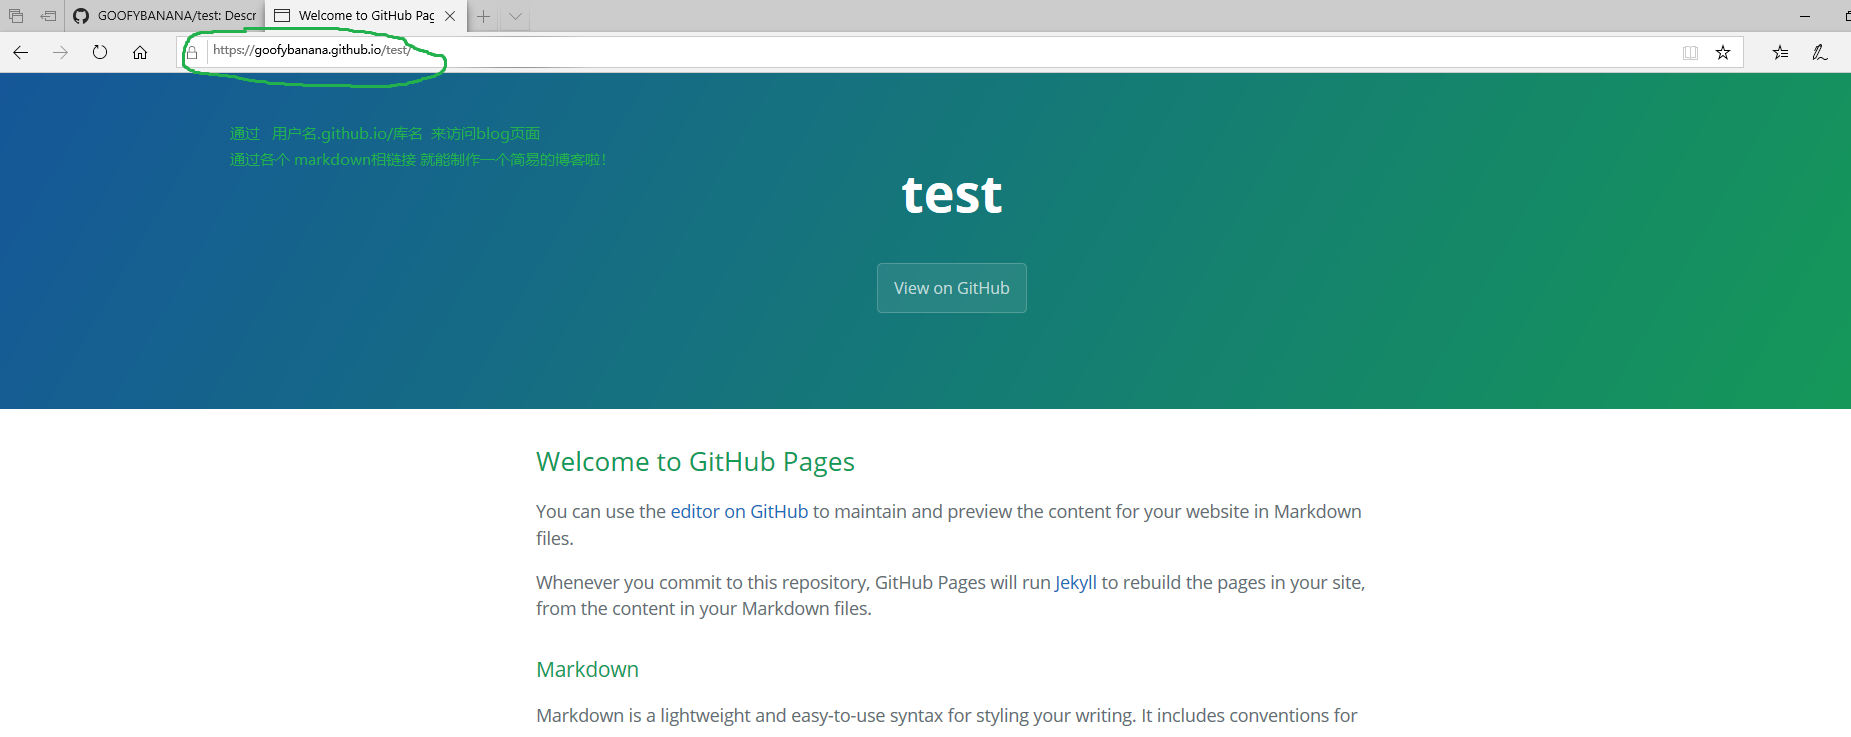 GOOFYBANANA/test: Descr
Welcome to GitHub Pag
https://goofybanana.github.io/test/
通过 用户名.github.io/库名 来访问blog页面
通过各个 markdown相链接 就能制作一个简易的博客啦！
test
View on GitHub
Welcome to GitHub Pages
You can use the editor on GitHub to maintain and preview the content for your website in Markdown
files.
Whenever you commit to this repository, GitHub Pages will run Jekyll to rebuild the pages in your site,
from the content in your Markdown files.
Markdown
Markdown is a lightweight and easy-to-use syntax for styling your writing. It includes conventions for